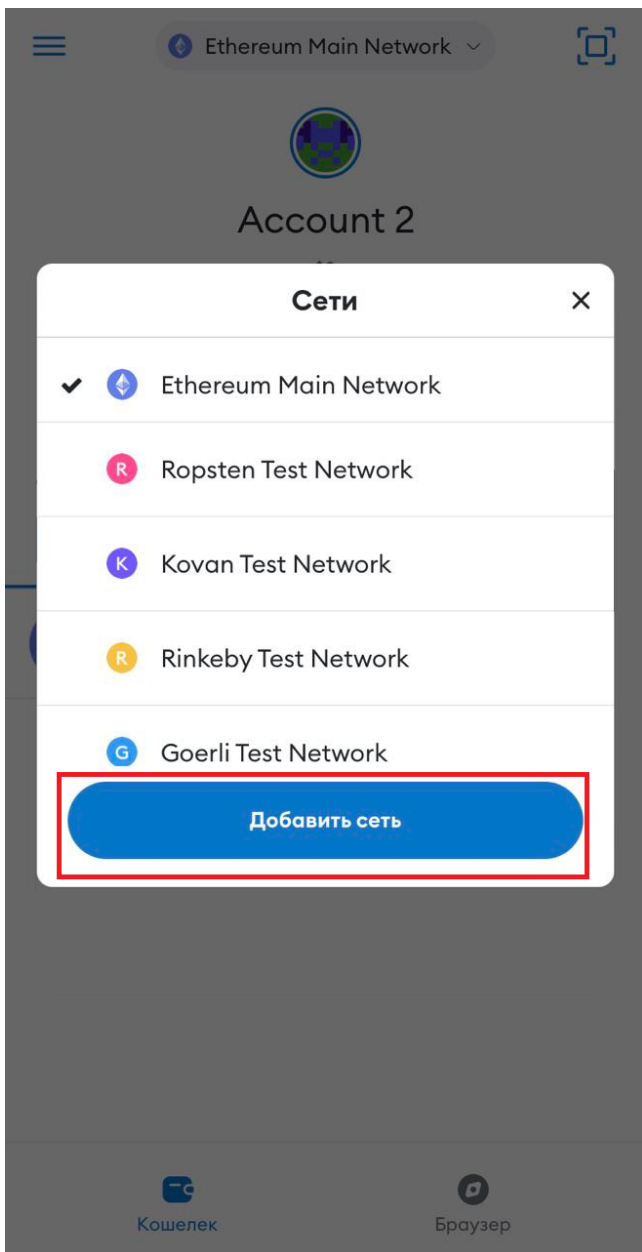 Ethereum Main Network
Account 2
Сети
Ethereum Main Network
R Ropsten Test Network
K Kovan Test Network
R Rinkeby Test Network
G Goerli Test Network
Добавить сеть
Кошелек Браузер